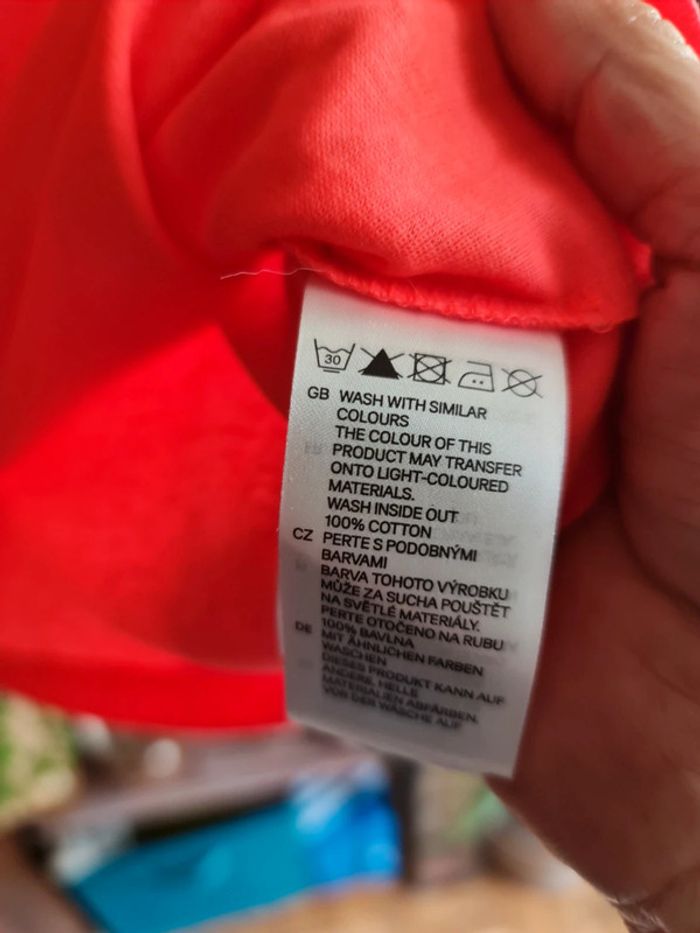 30
GB WASH WITH SIMILAR
COLOURS
THE COLOUR OF THIS
PRODUCT MAY TRANSFER
ONTO LIGHT-COLOURED
MATERIALS.
WASH INSIDE OUT
100% COTTON
CZ PERTE S PODOBNÝMI
BARVAMI
BARVA TOHOTO VÝROBKU
MŮŽE ZA SUCHA POUŠTĚT
NA SVĚTLÉ MATERIÁLY.
PERTE OTOČENO NA RUBU
100% BAVLNA
DE MIT ÄHNLICHEN FARBEN
WASCHEN
DIESES PRODUKT KANN AUF
ANDERE, HELLE
MATERIALIEN ABFÄRBEN.
VOR DER WÄSCHE AUF